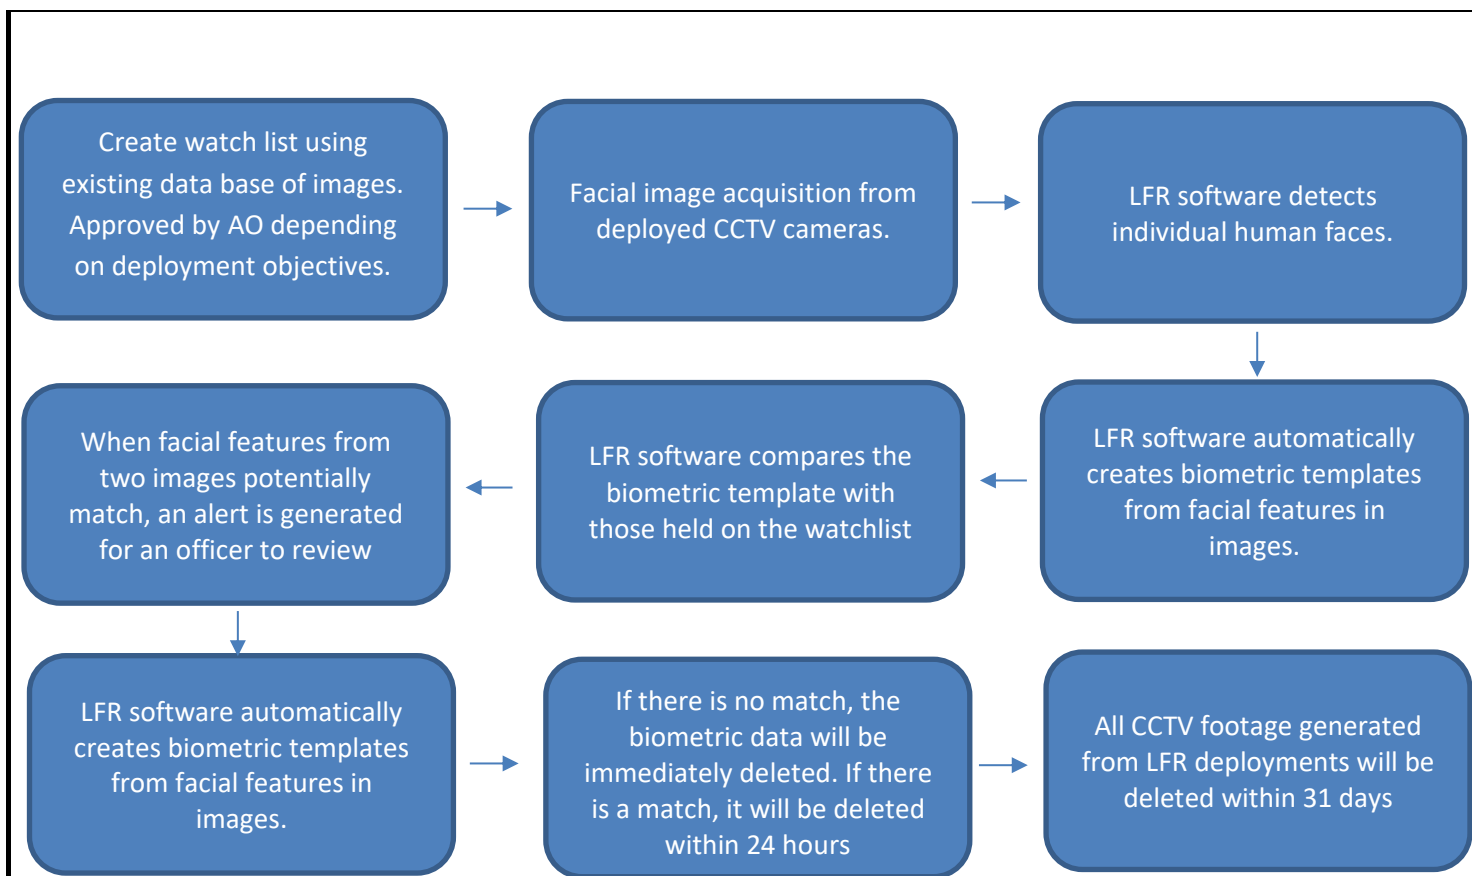 Create watch list using
existing data base of images.
Approved by AO depending
on deployment objectives.
Facial image acquisition from
deployed CCTV cameras.
LFR software detects
individual human faces.
LFR software automatically
creates biometric templates
from facial features in
images.
LFR software compares the
biometric template with
those held on the watchlist
When facial features from
two images potentially
match, an alert is generated
for an officer to review
LFR software automatically
creates biometric templates
from facial features in
images.
If there is no match, the
biometric data will be
immediately deleted. If there
is a match, it will be deleted
within 24 hours
All CCTV footage generated
from LFR deployments will be
deleted within 31 days